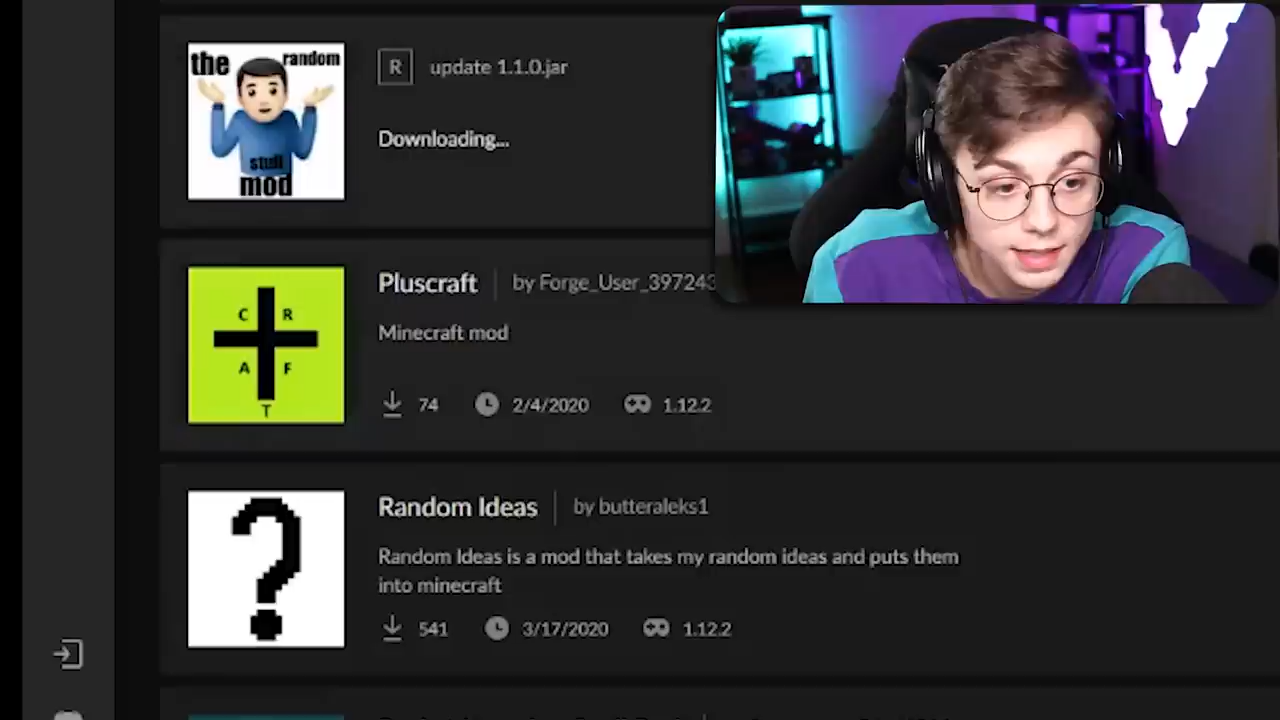 the random
stuff
mod
R update 1.1.0.jar
Downloading...
C R
A F
T
Pluscraft by Forge_User_397243
Minecraft mod
74 2/4/2020 1.12.2
?
Random Ideas by butteraleks1
Random Ideas is a mod that takes my random ideas and puts them
into minecraft
541 3/17/2020 1.12.2